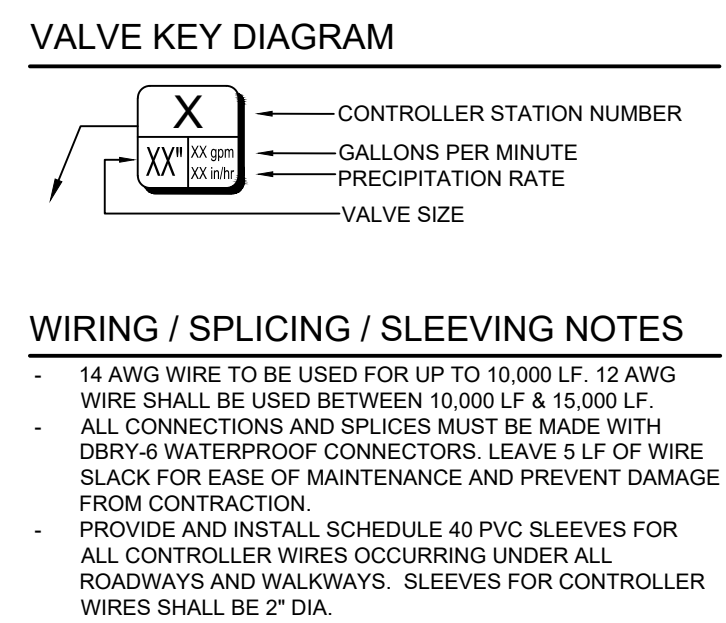 VALVE KEY DIAGRAM
X
CONTROLLER STATION NUMBER
XX"
XX gpm
GALLONS PER MINUTE
XX in/hr
PRECIPITATION RATE
VALVE SIZE
WIRING / SPLICING / SLEEVING NOTES
- 14 AWG WIRE TO BE USED FOR UP TO 10,000 LF. 12 AWG
WIRE SHALL BE USED BETWEEN 10,000 LF & 15,000 LF.
- ALL CONNECTIONS AND SPLICES MUST BE MADE WITH
DBRY-6 WATERPROOF CONNECTORS. LEAVE 5 LF OF WIRE
SLACK FOR EASE OF MAINTENANCE AND PREVENT DAMAGE
FROM CONTRACTION.
- PROVIDE AND INSTALL SCHEDULE 40 PVC SLEEVES FOR
ALL CONTROLLER WIRES OCCURRING UNDER ALL
ROADWAYS AND WALKWAYS. SLEEVES FOR CONTROLLER
WIRES SHALL BE 2" DIA.